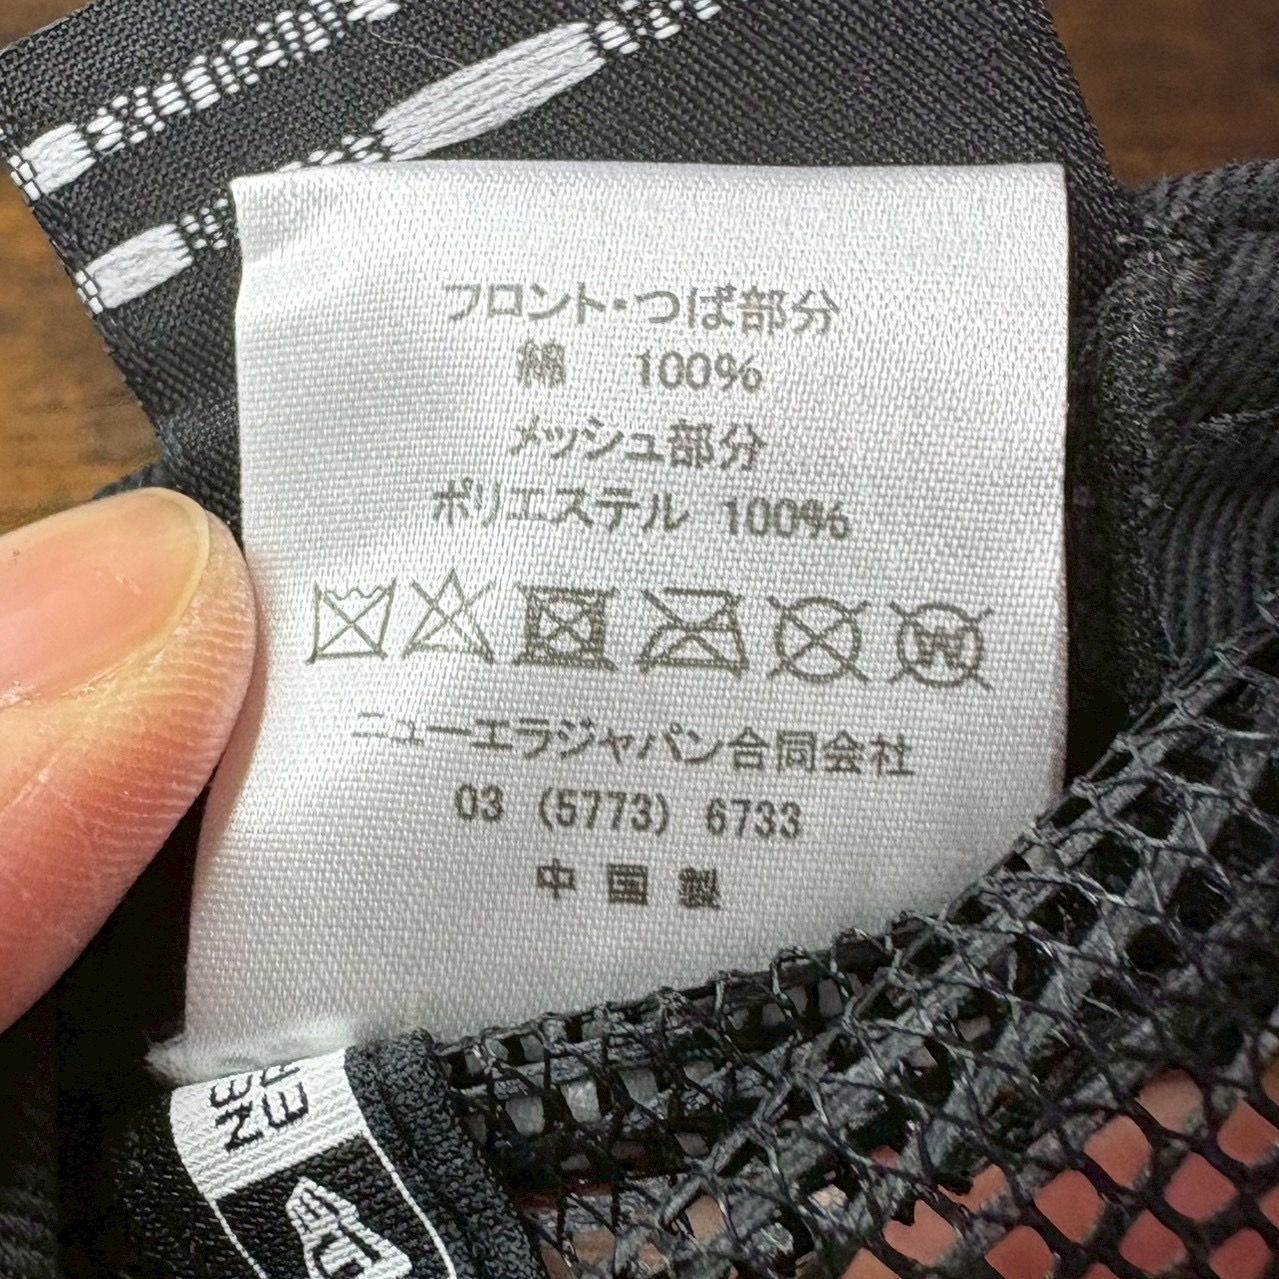 フロント・つば部分
綿 100%
メッシュ部分
ポリエステル 100%
ニューエラジャパン合同会社
03 (5773) 6733
中国製